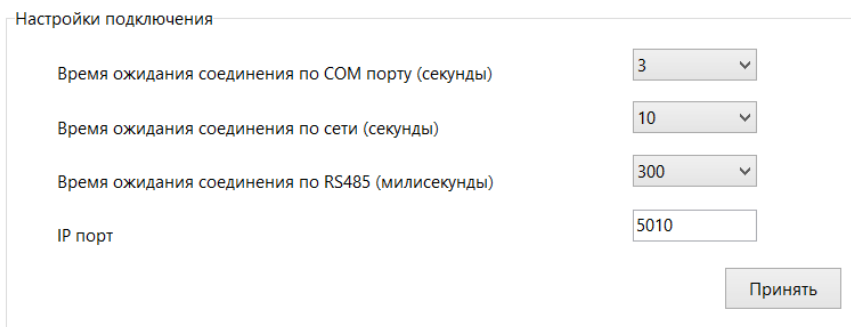 Настройки подключения
Время ожидания соединения по COM порту (секунды) 3
Время ожидания соединения по сети (секунды) 10
Время ожидания соединения по RS485 (милисекунды) 300
IP порт 5010
Принять